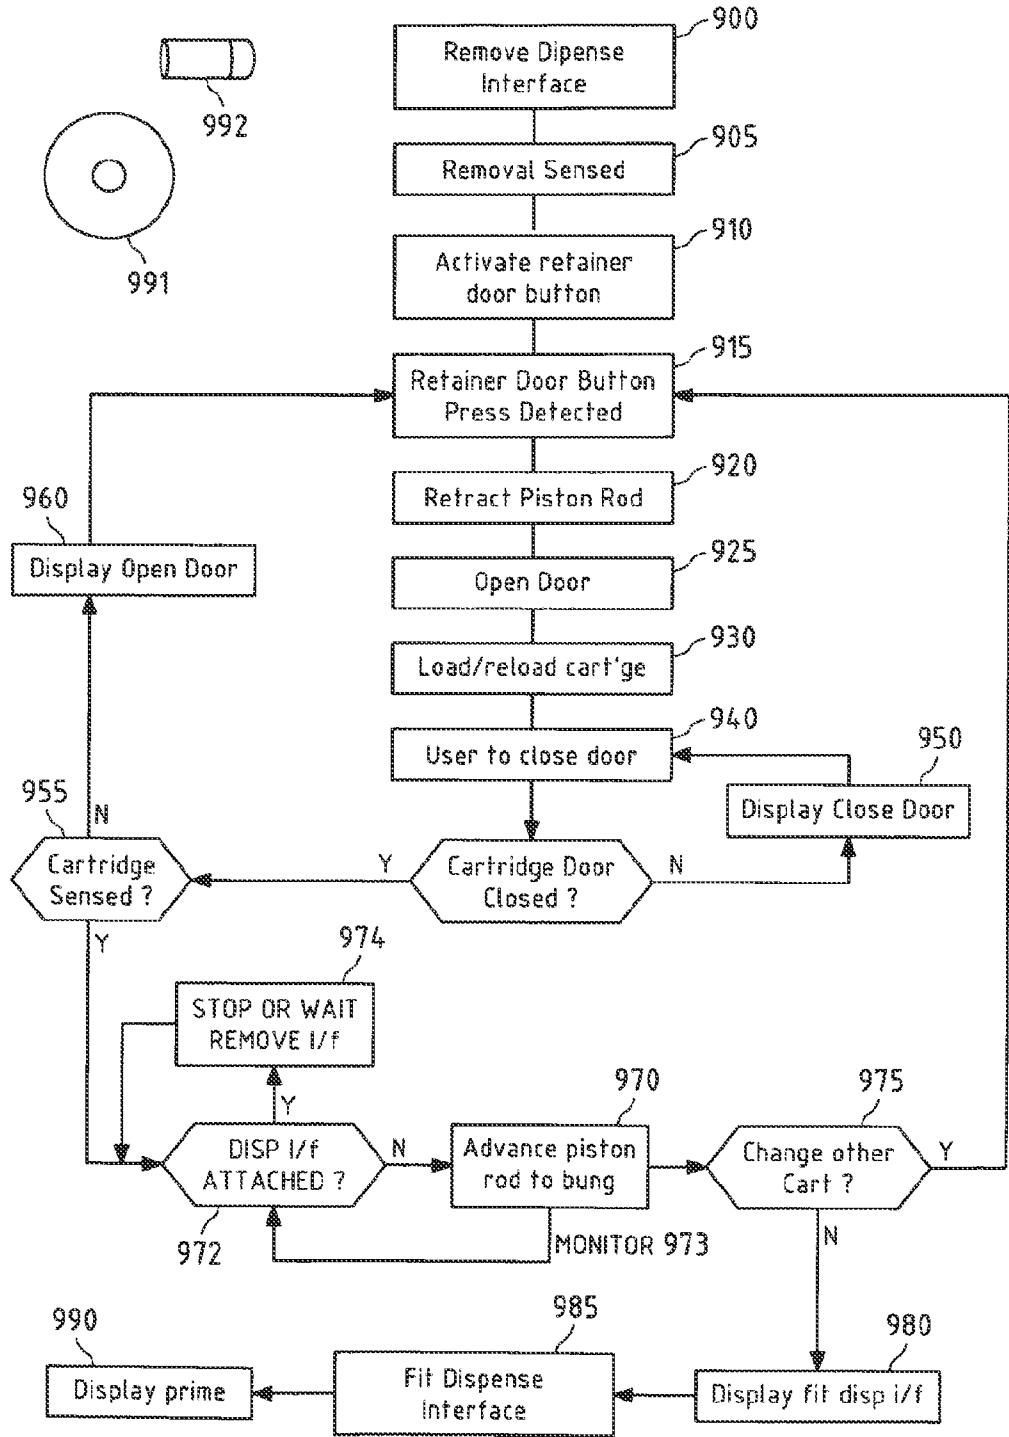 900
Remove Dipense
Interface
992
905
Removal Sensed
910
Activate retainer
door button
991
915
Retainer Door Button
Press Detected
920
Retract Piston Rod
960
Display Open Door
925
Open Door
930
Load/reload cart'ge
940
User to close door
950
Display Close Door
955
N
Cartridge
Sensed ?
Y
Y
Cartridge Door
Closed ?
N
974
STOP OR WAIT
REMOVE I/f
Y
DISP I/f
ATTACHED ?
972
N
970
Advance piston
rod to bung
MONITOR 973
975
Change other
Cart ?
Y
N
980
Display fit disp i/f
985
Fit Dispense
Interface
990
Display prime